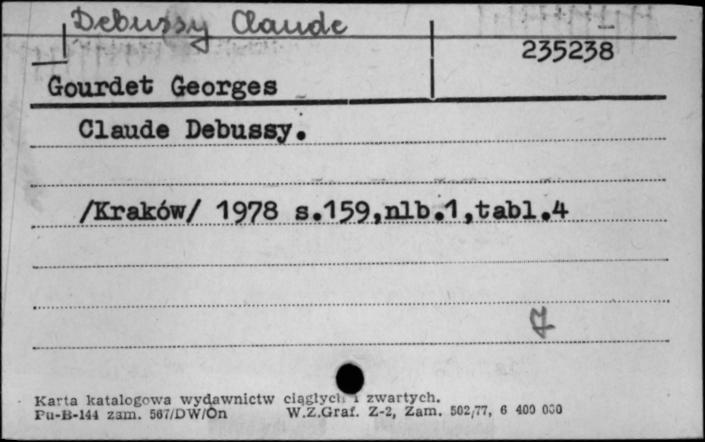 Debussy Claude
235238
Gourdet Georges
Claude Debussy.
/Kraków/ 1978 s.159,nlb.1,tabl.4
7
Karta katalogowa wydawnictw ciągłych i zwartych.
Pu-B-144 zam. 567/DW/On W.Z.Graf. Z-2, Zam. 502/77, 6 400 000